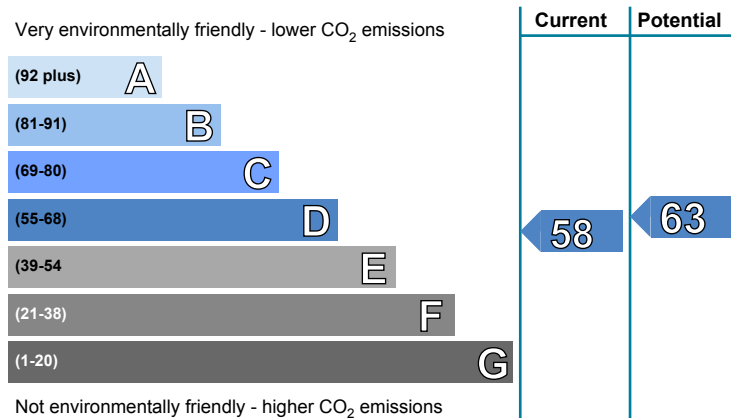 Very environmentally friendly - lower CO₂ emissions
Current
Potential
(92 plus) A
(81-91) B
(69-80) C
(55-68) D
(39-54 E
(21-38) F
(1-20) G
58
63
Not environmentally friendly - higher CO₂ emissions